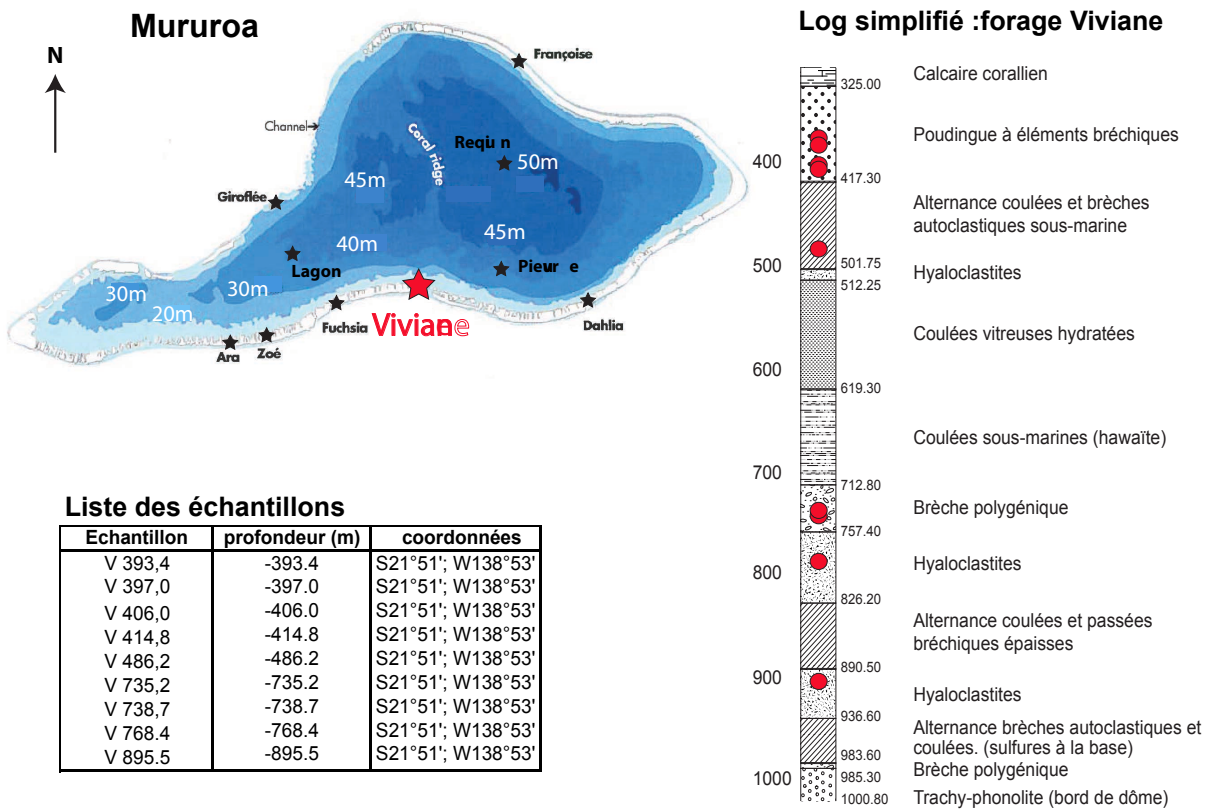 Mururoa
N
Françoise
Channel→
Coral ridge
Requ n
50m
45m
Giroflée
45m
40m
Lagon
Pieur e
30m
30m
20m
Fuchsia
Viviane
Dahlia
Ara
Zoé
Liste des échantillons
Echantillon profondeur (m) coordonnées
V 393,4 -393.4 S21°51'; W138°53'
V 397,0 -397.0 S21°51'; W138°53'
V 406,0 -406.0 S21°51'; W138°53'
V 414,8 -414.8 S21°51'; W138°53'
V 486,2 -486.2 S21°51'; W138°53'
V 735,2 -735.2 S21°51'; W138°53'
V 738,7 -738.7 S21°51'; W138°53'
V 768.4 -768.4 S21°51'; W138°53'
V 895.5 -895.5 S21°51'; W138°53'
Log simplifié :forage Viviane
Calcaire corallien
325.00
Poudingue à éléments bréchiques
400
417.30
Alternance coulées et brèches
autoclastiques sous-marine
500
501.75
Hyaloclastites
512.25
Coulées vitreuses hydratées
600
619.30
Coulées sous-marines (hawaïte)
700
712.80
Brèche polygénique
757.40
Hyaloclastites
800
826.20
Alternance coulées et passées
bréchiques épaisses
890.50
900
Hyaloclastites
936.60
Alternance brèches autoclastiques et
coulées. (sulfures à la base)
983.60
Brèche polygénique
985.30
1000
1000.80
Trachy-phonolite (bord de dôme)